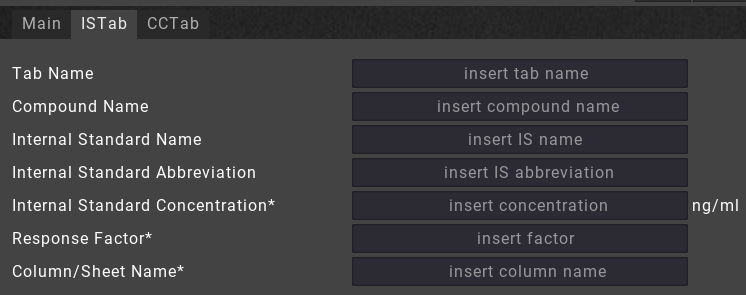 Main ISTab CCTab
Tab Name insert tab name
Compound Name insert compound name
Internal Standard Name insert IS name
Internal Standard Abbreviation insert IS abbreviation
Internal Standard Concentration* insert concentration ng/ml
Response Factor* insert factor
Column/Sheet Name* insert column name